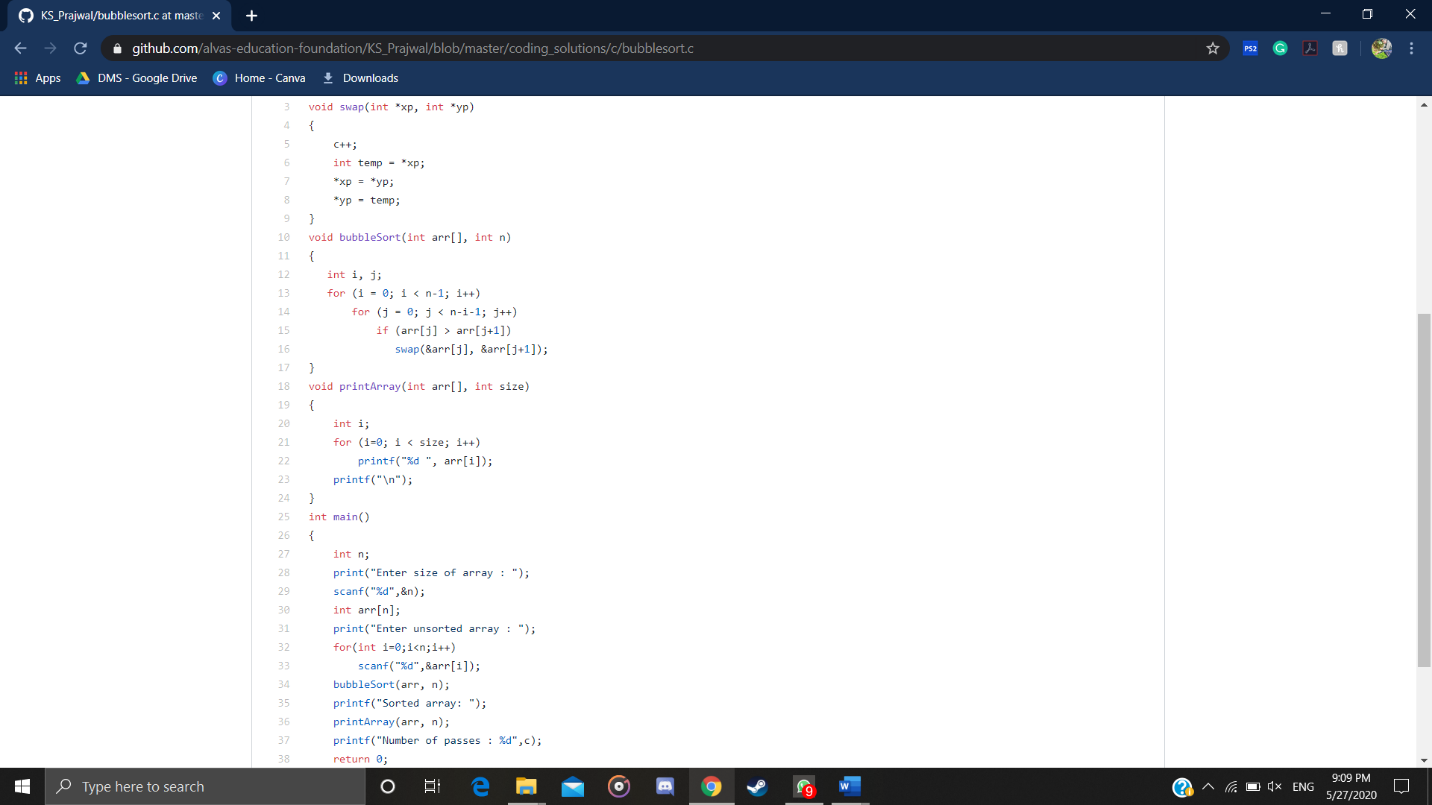 KS_Prajwal/bubblesort.c at maste
github.com/alvas-education-foundation/KS_Prajwal/blob/master/coding_solutions/c/bubblesort.c
PS2
Apps DMS - Google Drive Home - Canva Downloads
3 void swap(int *xp, int *yp)
4 {
5     c++;
6     int temp = *xp;
7     *xp = *yp;
8     *yp = temp;
9 }
10 void bubbleSort(int arr[], int n)
11 {
12    int i, j;
13    for (i = 0; i < n-1; i++)
14        for (j = 0; j < n-i-1; j++)
15            if (arr[j] > arr[j+1])
16               swap(&arr[j], &arr[j+1]);
17 }
18 void printArray(int arr[], int size)
19 {
20     int i;
21     for (i=0; i < size; i++)
22         printf("%d ", arr[i]);
23     printf("\n");
24 }
25 int main()
26 {
27     int n;
28     print("Enter size of array : ");
29     scanf("%d",&n);
30     int arr[n];
31     print("Enter unsorted array : ");
32     for(int i=0;i<n;i++)
33         scanf("%d",&arr[i]);
34     bubbleSort(arr, n);
35     printf("Sorted array: ");
36     printArray(arr, n);
37     printf("Number of passes : %d",c);
38     return 0;
Type here to search
9
ENG
9:09 PM
5/27/2020